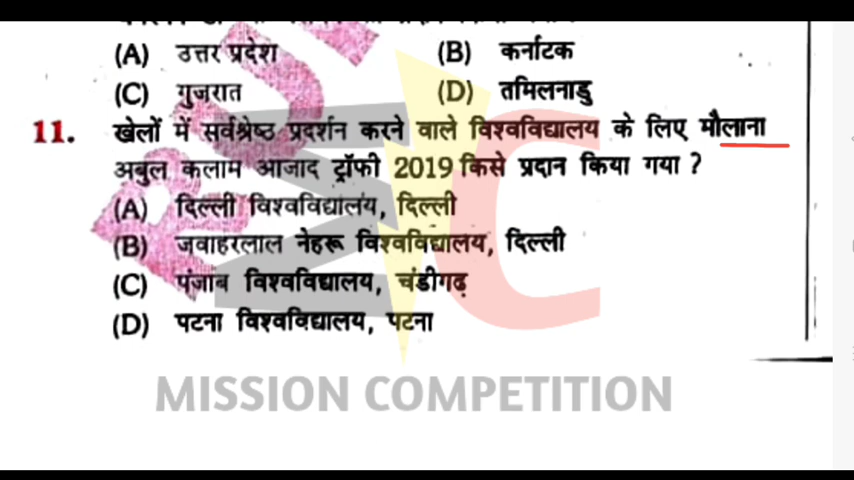 (A) उत्तर प्रदेश (B) कर्नाटक
(C) गुजरात (D) तमिलनाडु
11. खेलों में सर्वश्रेष्ठ प्रदर्शन करने वाले विश्वविद्यालय के लिए मौलाना
अबुल कलाम आजाद ट्रॉफी 2019 किसे प्रदान किया गया ?
(A) दिल्ली विश्वविद्यालय, दिल्ली
(B) जवाहरलाल नेहरू विश्वविद्यालय, दिल्ली
(C) पंजाब विश्वविद्यालय, चंडीगढ़
(D) पटना विश्वविद्यालय, पटना
MISSION COMPETITION